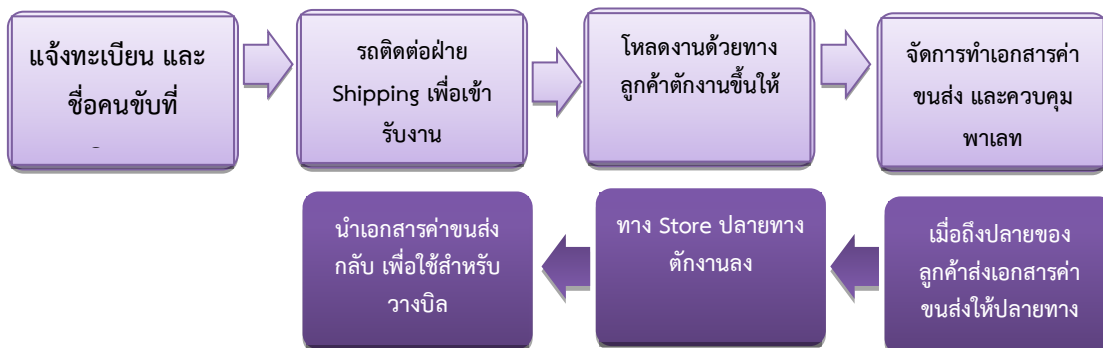 แจ้งทะเบียน และ
ชื่อคนขับที่
รถติดต่อฝ่าย
Shipping เพื่อเข้า
รับงาน
โหลดงานด้วยทาง
ลูกค้าตักงานขึ้นให้
จัดการทำเอกสารค่า
ขนส่ง และควบคุม
พาเลท
เมื่อถึงปลายของ
ลูกค้าส่งเอกสารค่า
ขนส่งให้ปลายทาง
ทาง Store ปลายทาง
ตักงานลง
นำเอกสารค่าขนส่ง
กลับ เพื่อใช้สำหรับ
วางบิล